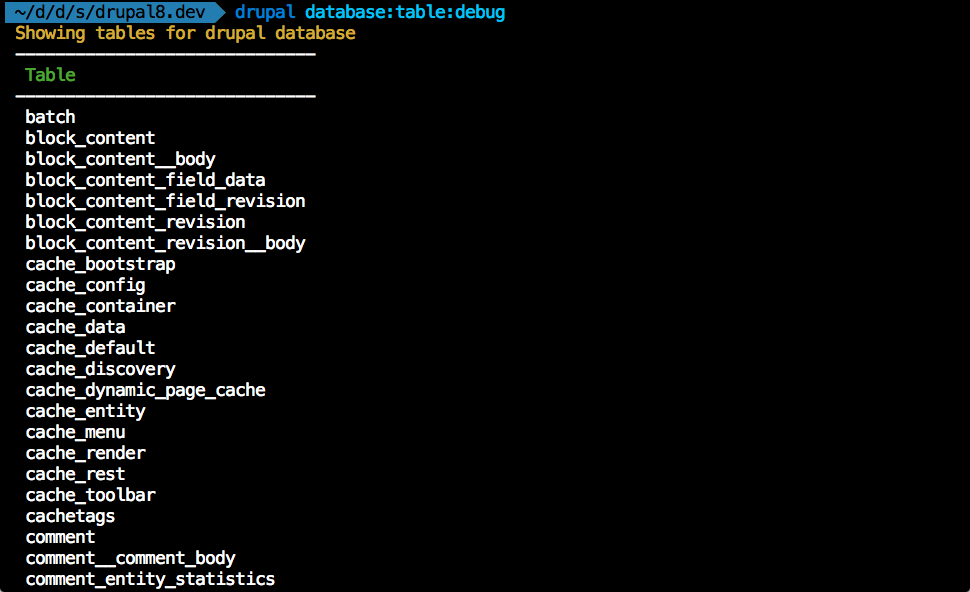 ~/d/d/s/drupal8.dev drupal database:table:debug
Showing tables for drupal database
Table
batch
block_content
block_content__body
block_content_field_data
block_content_field_revision
block_content_revision
block_content_revision__body
cache_bootstrap
cache_config
cache_container
cache_data
cache_default
cache_discovery
cache_dynamic_page_cache
cache_entity
cache_menu
cache_render
cache_rest
cache_toolbar
cachetags
comment
comment__comment_body
comment_entity_statistics